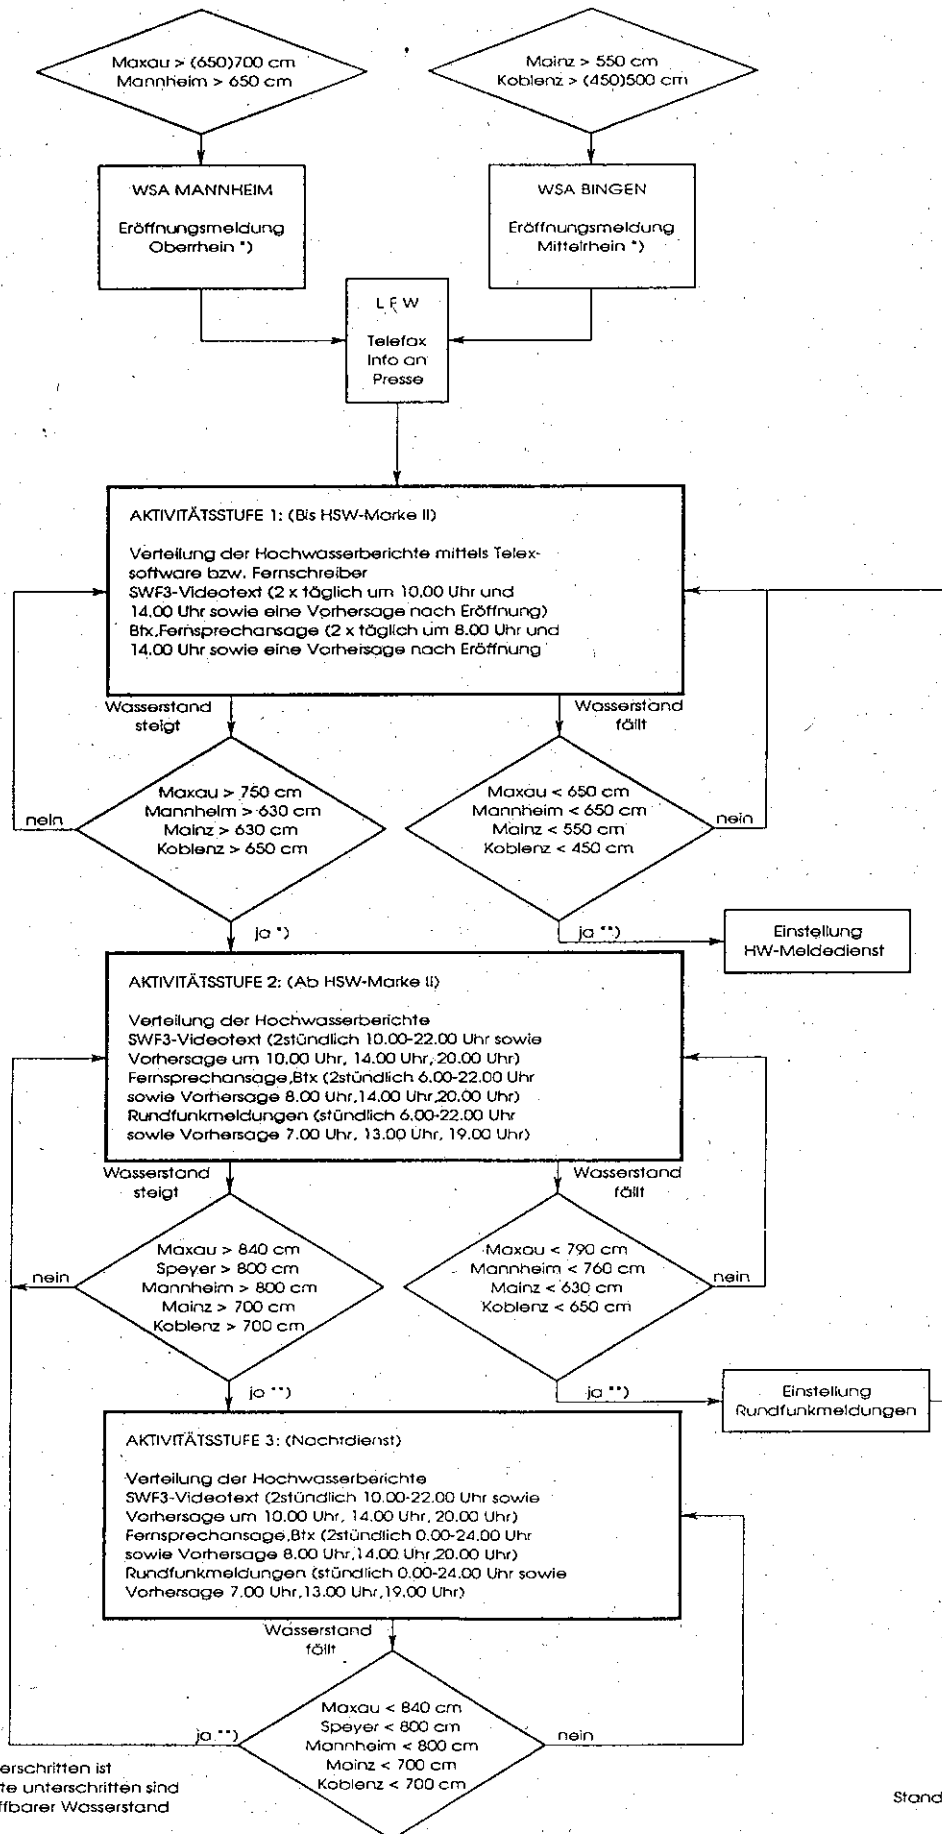 Maxau > (650)700 cm
Mannheim > 650 cm
Mainz > 550 cm
Koblenz > (450)500 cm
WSA MANNHEIM
Eröffnungsmeldung
Oberrhein *)
WSA BINGEN
Eröffnungsmeldung
Mittelrhein *)
L F W
Telefax
Info an
Presse
AKTIVITÄTSSTUFE 1: (Bis HSW-Marke II)
Verteilung der Hochwasserberichte mittels Telex-
software bzw. Fernschreiber
SWF3-Videotext (2 x täglich um 10.00 Uhr und
14.00 Uhr sowie eine Vorhersage nach Eröffnung)
Btx,Fernsprechansage (2 x täglich um 8.00 Uhr und
14.00 Uhr sowie eine Vorhersage nach Eröffnung
Wasserstand
steigt
Wasserstand
fällt
Maxau > 750 cm
Mannheim > 630 cm
Mainz > 630 cm
Koblenz > 650 cm
nein
Maxau < 650 cm
Mannheim < 650 cm
Mainz < 550 cm
Koblenz < 450 cm
nein
ja *)
ja **)
Einstellung
HW-Meldedienst
AKTIVITÄTSSTUFE 2: (Ab HSW-Marke II)
Verteilung der Hochwasserberichte
SWF3-Videotext (2stündlich 10.00-22.00 Uhr sowie
Vorhersage um 10.00 Uhr, 14.00 Uhr, 20.00 Uhr)
Fernsprechansage,Btx (2stündlich 6.00-22.00 Uhr
sowie Vorhersage 8.00 Uhr,14.00 Uhr,20.00 Uhr)
Rundfunkmeldungen (stündlich 6.00-22.00 Uhr
sowie Vorhersage 7.00 Uhr, 13.00 Uhr, 19.00 Uhr)
Wasserstand
steigt
Wasserstand
fällt
Maxau > 840 cm
Speyer > 800 cm
Mannheim > 800 cm
Mainz > 700 cm
Koblenz > 700 cm
nein
Maxau < 790 cm
Mannheim < 760 cm
Mainz < 630 cm
Koblenz < 650 cm
nein
ja **)
ja **)
Einstellung
Rundfunkmeldungen
AKTIVITÄTSSTUFE 3: (Nachtdienst)
Verteilung der Hochwasserberichte
SWF3-Videotext (2stündlich 10.00-22.00 Uhr sowie
Vorhersage um 10.00 Uhr, 14.00 Uhr, 20.00 Uhr)
Fernsprechansage,Btx (2stündlich 0.00-24.00 Uhr
sowie Vorhersage 8.00 Uhr,14.00 Uhr,20.00 Uhr)
Rundfunkmeldungen (stündlich 0.00-24.00 Uhr sowie
Vorhersage 7.00 Uhr,13.00 Uhr,19.00 Uhr)
Wasserstand
fällt
Maxau < 840 cm
Speyer < 800 cm
Mannheim < 800 cm
Mainz < 700 cm
Koblenz < 700 cm
ja **)
nein
erschritten ist
te unterschritten sind
ffbarer Wasserstand
Stand